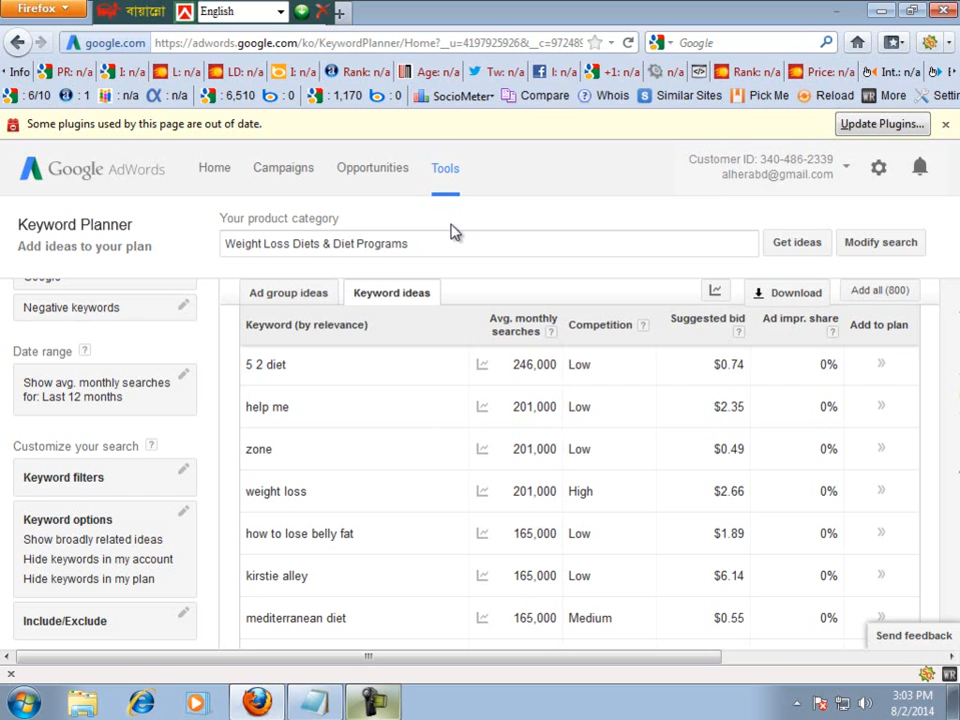 Firefox
বায়ান্নো
English
google.com
https://adwords.google.com/ko/KeywordPlanner/Home?__u=4197925926&__c=97248
Google
Info PR: n/a I: n/a L: n/a LD: n/a I: n/a Rank: n/a Age: n/a Tw: n/a I: n/a +1: n/a n/a Rank: n/a Price: n/a Int.: n/a
: 6/10 : 1 : n/a : n/a : 6,510 : 0 : 1,170 : 0 SocioMeter Compare Whois Similar Sites Pick Me Reload More Settin
Some plugins used by this page are out of date.
Update Plugins...
Google AdWords
Home
Campaigns
Opportunities
Tools
Customer ID: 340-486-2339
alherabd@gmail.com
Keyword Planner
Add ideas to your plan
Your product category
Weight Loss Diets & Diet Programs
Get ideas
Modify search
Google
Negative keywords
Date range ?
Show avg. monthly searches
for: Last 12 months
Customize your search ?
Keyword filters
Keyword options
Show broadly related ideas
Hide keywords in my account
Hide keywords in my plan
Include/Exclude
Ad group ideas
Keyword ideas
Download
Add all (800)
Keyword (by relevance)
Avg. monthly
searches ?
Competition ?
Suggested bid
?
Ad impr. share
?
Add to plan
5 2 diet 246,000 Low $0.74 0% »
help me 201,000 Low $2.35 0% »
zone 201,000 Low $0.49 0% »
weight loss 201,000 High $2.66 0% »
how to lose belly fat 165,000 Low $1.89 0% »
kirstie alley 165,000 Low $6.14 0% »
mediterranean diet 165,000 Medium $0.55 0% »
Send feedback
3:03 PM
8/2/2014